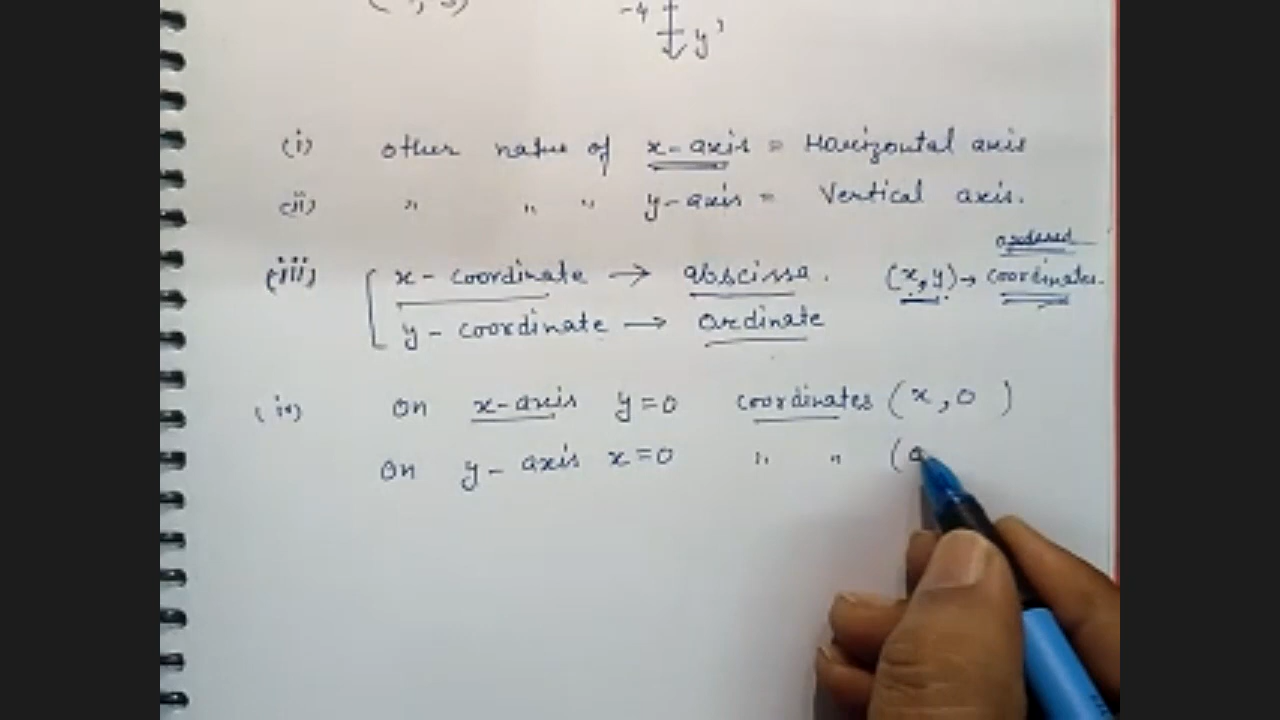 -4
y'
(i) other name of x-axis = Horizontal axis
(ii) " " " y-axis = Vertical axis.
ordered
(iii) x-coordinate → abscissa. (x,y) → coordinates.
y-coordinate → ordinate
(iv) on x-axis y=0 coordinates (x,0)
on y-axis x=0 " " (0